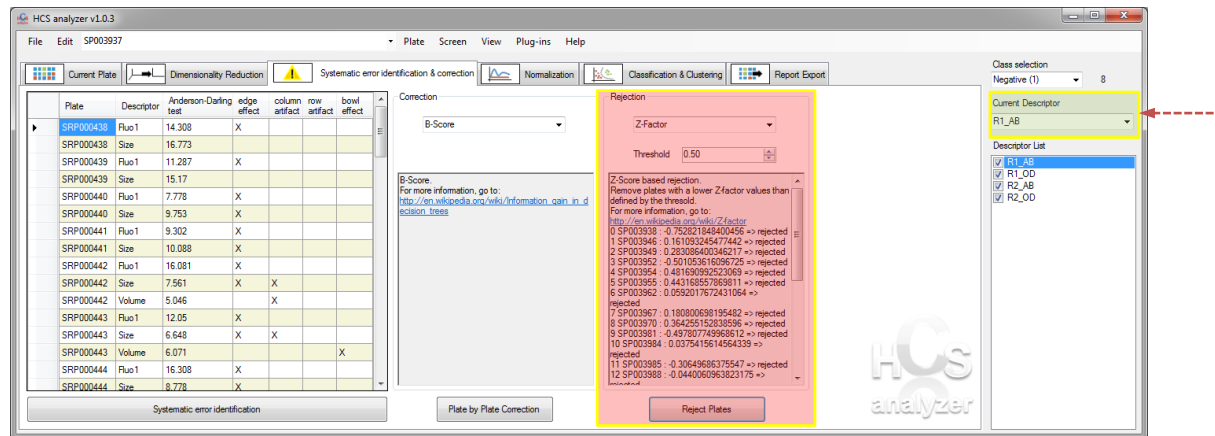 HCS analyzer v1.0.3
File Edit SP003937 Plate Screen View Plug-ins Help
Current Plate Dimensionality Reduction Systematic error identification & correction Normalization Classification & Clustering Report Export
Plate Descriptor Anderson-Darling test edge effect column artifact row artifact bowl effect
SRP000438 Fluo1 14.308 X
SRP000438 Size 16.773
SRP000439 Fluo1 11.287 X
SRP000439 Size 15.17
SRP000440 Fluo1 7.778 X
SRP000440 Size 9.753 X
SRP000441 Fluo1 9.302 X
SRP000441 Size 10.088 X
SRP000442 Fluo1 16.081 X
SRP000442 Size 7.561 X X
SRP000442 Volume 5.046 X
SRP000443 Fluo1 12.05 X
SRP000443 Size 6.648 X X
SRP000443 Volume 6.071 X
SRP000444 Fluo1 16.308 X
SRP000444 Size 8.778 X
Systematic error identification
Correction
B-Score
B-Score.
For more information, go to:
http://en.wikipedia.org/wiki/Information_gain_in_d
ecision_trees
Plate by Plate Correction
Rejection
Z-Factor
Threshold 0.50
Z-Score based rejection.
Remove plates with a lower Z-factor values than
defined by the thresold.
For more information, go to:
http://en.wikipedia.org/wiki/Z-factor
0 SP003938 : -0.752821848400456 => rejected
1 SP003946 : 0.161093245477442 => rejected
2 SP003949 : 0.283086400346217 => rejected
3 SP003952 : -0.501053616096725 => rejected
4 SP003954 : 0.481690992523069 => rejected
5 SP003955 : 0.443168557869811 => rejected
6 SP003962 : 0.0592017672431064 =>
rejected
7 SP003967 : 0.180800698195482 => rejected
8 SP003970 : 0.364255152838596 => rejected
9 SP003981 : -0.497807749968612 => rejected
10 SP003984 : 0.0375415614564339 =>
rejected
11 SP003985 : -0.30649686375547 => rejected
12 SP003988 : -0.0440060963823175 =>
rejected
Reject Plates
HCS
analyzer
Class selection
Negative (1) 8
Current Descriptor
R1_AB
Descriptor List
R1_AB
R1_OD
R2_AB
R2_OD